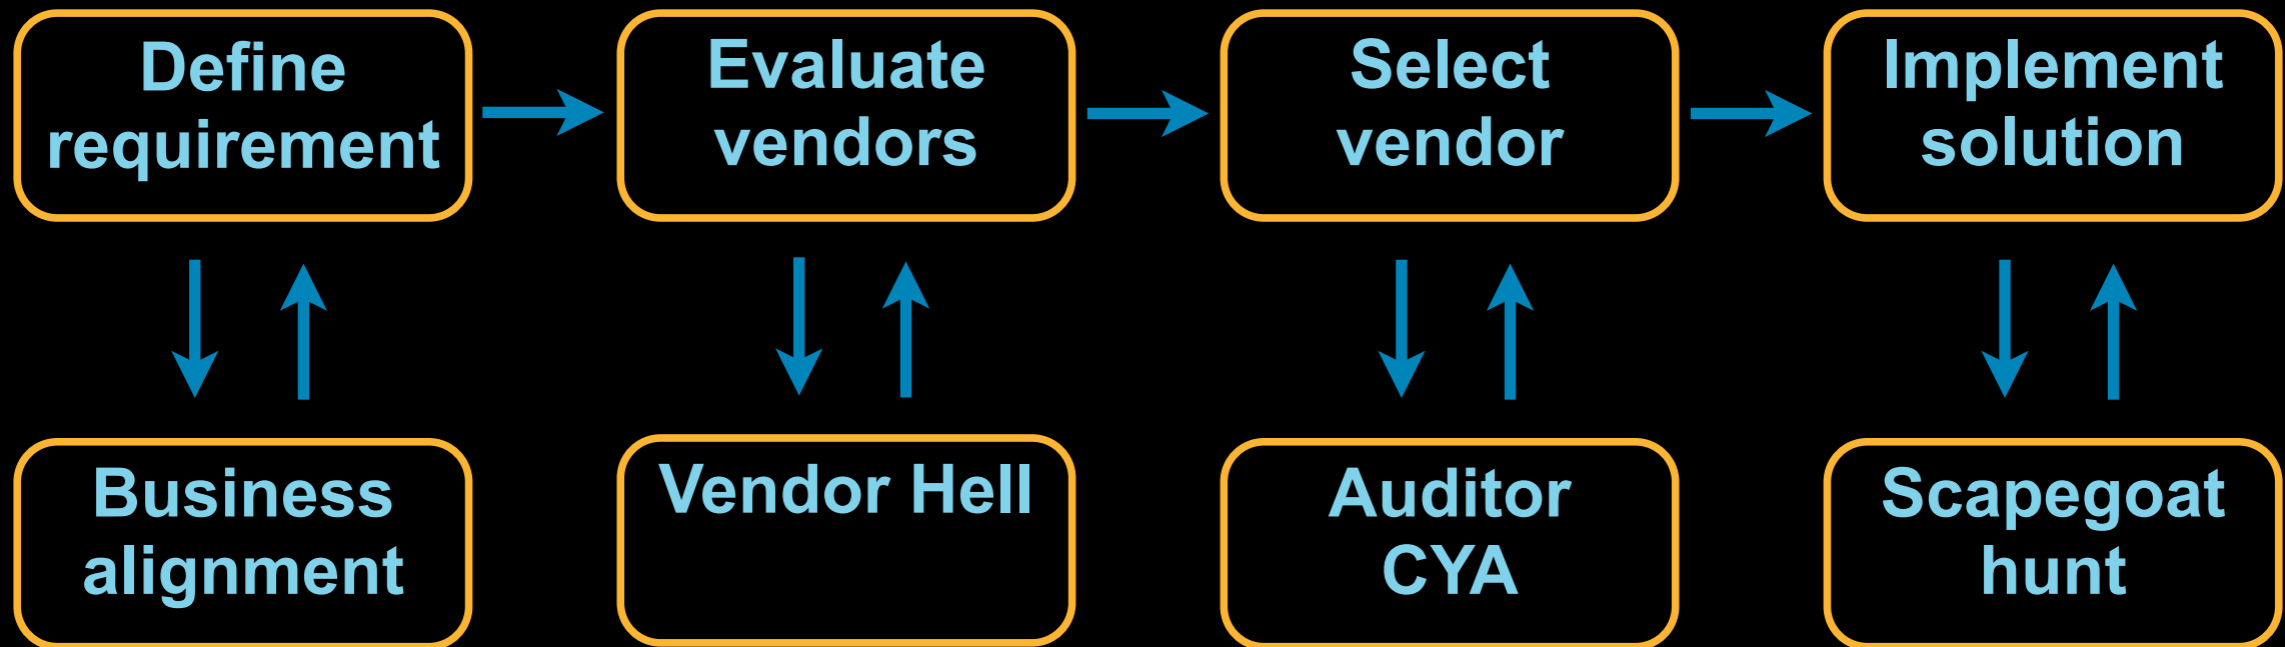 Define
requirement
Evaluate
vendors
Select
vendor
Implement
solution
Business
alignment
Vendor Hell
Auditor
CYA
Scapegoat
hunt